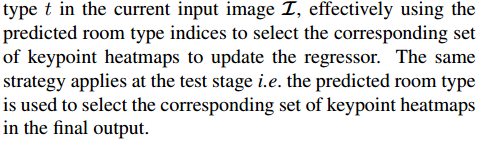 type t in the current input image I, effectively using the
predicted room type indices to select the corresponding set
of keypoint heatmaps to update the regressor. The same
strategy applies at the test stage i.e. the predicted room type
is used to select the corresponding set of keypoint heatmaps
in the final output.